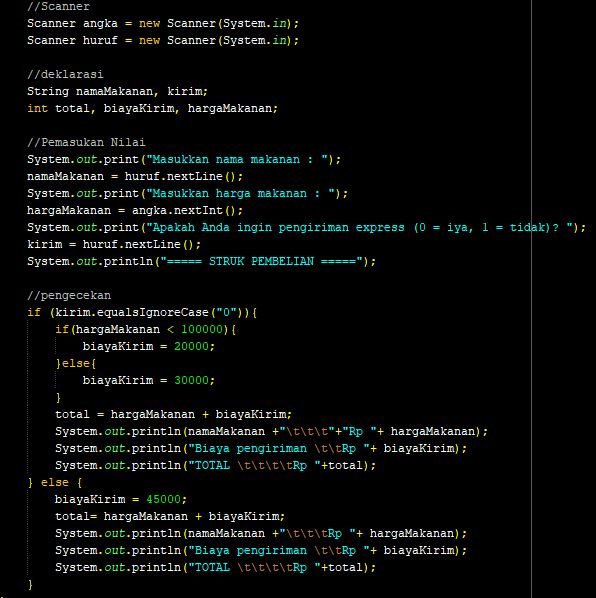 //Scanner
Scanner angka = new Scanner(System.in);
Scanner huruf = new Scanner(System.in);
//deklarasi
String namaMakanan, kirim;
int total, biayaKirim, hargaMakanan;
//Pemasukan Nilai
System.out.print("Masukkan nama makanan : ");
namaMakanan = huruf.nextLine();
System.out.print("Masukkan harga makanan : ");
hargaMakanan = angka.nextInt();
System.out.print("Apakah Anda ingin pengiriman express (0 = iya, 1 = tidak)? ");
kirim = huruf.nextLine();
System.out.println("===== STRUK PEMBELIAN =====");
//pengecekan
if (kirim.equalsIgnoreCase("0")){
    if(hargaMakanan < 100000){
        biayaKirim = 20000;
    }else{
        biayaKirim = 30000;
    }
    total = hargaMakanan + biayaKirim;
    System.out.println(namaMakanan +"\t\t\t"+"Rp "+ hargaMakanan);
    System.out.println("Biaya pengiriman \t\tRp "+ biayaKirim);
    System.out.println("TOTAL \t\t\t\tRp "+total);
} else {
    biayaKirim = 45000;
    total= hargaMakanan + biayaKirim;
    System.out.println(namaMakanan +"\t\t\tRp "+ hargaMakanan);
    System.out.println("Biaya pengiriman \t\tRp "+ biayaKirim);
    System.out.println("TOTAL \t\t\t\tRp "+total);
}